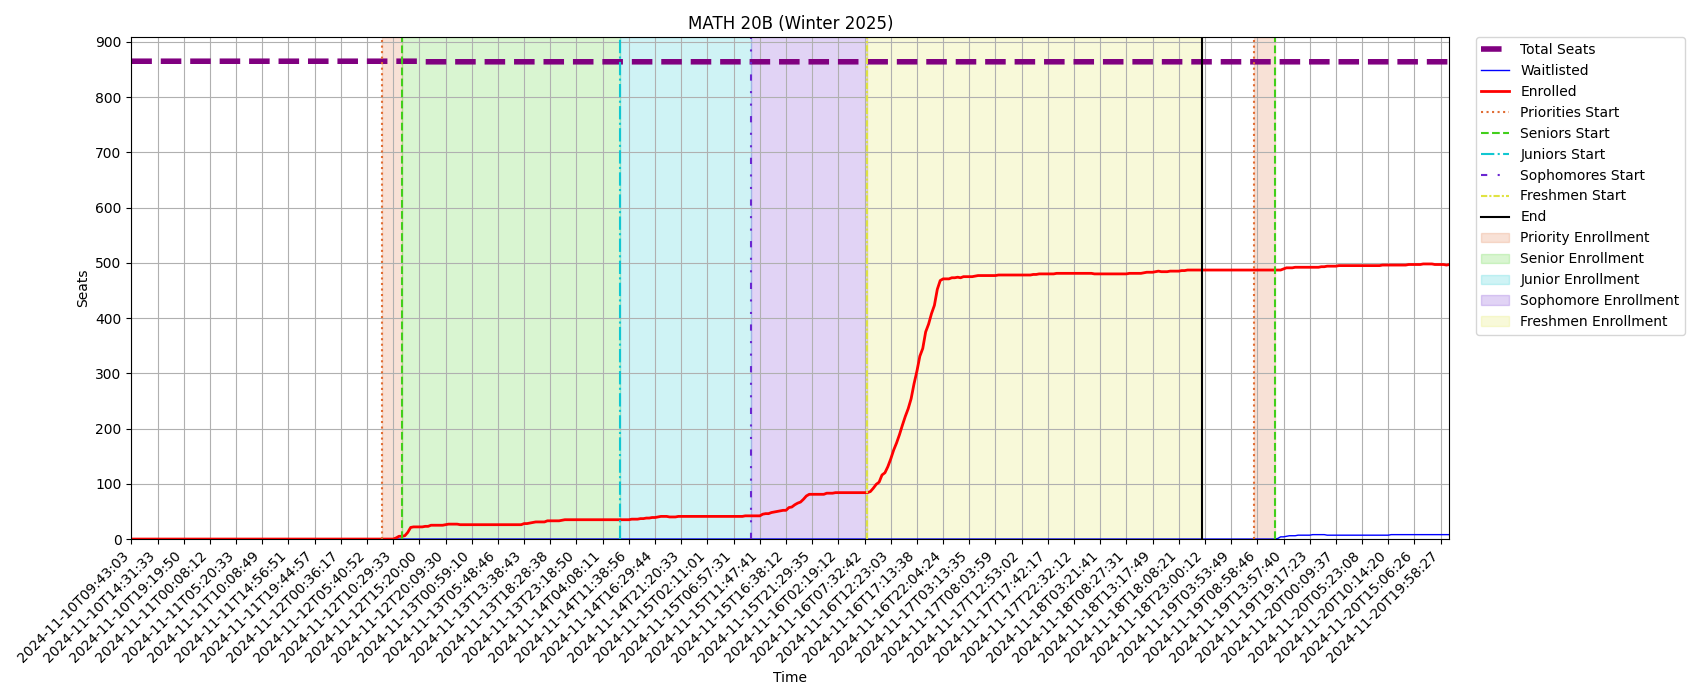 MATH 20B (Winter 2025)
Seats
900
800
700
600
500
400
300
200
100
0
2024-11-10T09:43:03
2024-11-10T14:31:33
2024-11-10T19:19:50
2024-11-11T00:08:12
2024-11-11T05:20:33
2024-11-11T10:08:49
2024-11-11T14:56:51
2024-11-11T19:44:57
2024-11-12T00:36:17
2024-11-12T05:40:52
2024-11-12T10:29:33
2024-11-12T15:20:00
2024-11-12T20:09:30
2024-11-13T00:59:10
2024-11-13T05:48:46
2024-11-13T13:38:43
2024-11-13T18:28:38
2024-11-13T23:18:50
2024-11-14T04:08:11
2024-11-14T11:38:56
2024-11-14T16:29:44
2024-11-14T21:20:33
2024-11-15T02:11:01
2024-11-15T06:57:31
2024-11-15T11:47:41
2024-11-15T16:38:12
2024-11-15T21:29:35
2024-11-16T02:19:12
2024-11-16T07:32:42
2024-11-16T12:23:03
2024-11-16T17:13:38
2024-11-16T22:04:24
2024-11-17T03:13:35
2024-11-17T08:03:59
2024-11-17T12:53:02
2024-11-17T17:42:17
2024-11-17T22:32:12
2024-11-18T03:21:41
2024-11-18T08:27:31
2024-11-18T13:17:49
2024-11-18T18:08:21
2024-11-18T23:00:12
2024-11-19T03:53:49
2024-11-19T08:58:46
2024-11-19T13:57:40
2024-11-19T19:17:23
2024-11-20T00:09:37
2024-11-20T05:23:08
2024-11-20T10:14:20
2024-11-20T15:06:26
2024-11-20T19:58:27
Time
Total Seats
Waitlisted
Enrolled
Priorities Start
Seniors Start
Juniors Start
Sophomores Start
Freshmen Start
End
Priority Enrollment
Senior Enrollment
Junior Enrollment
Sophomore Enrollment
Freshmen Enrollment